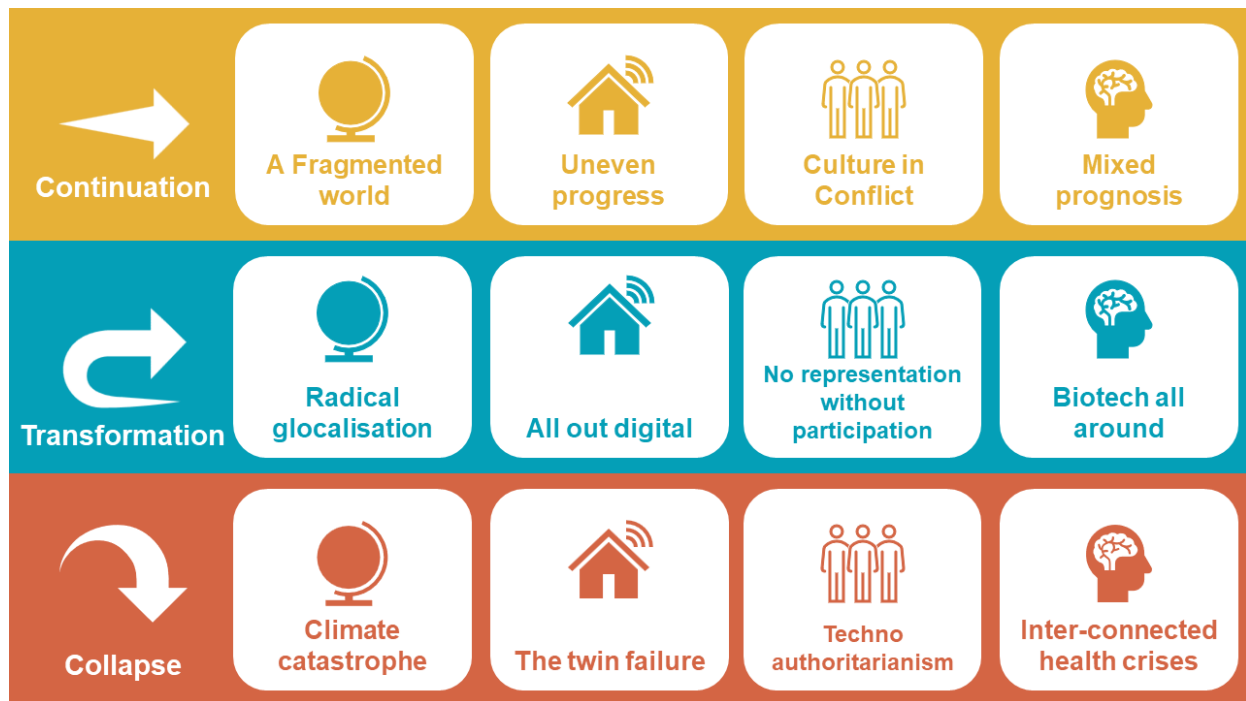 Continuation
A Fragmented
world
Uneven
progress
Culture in
Conflict
Mixed
prognosis
Transformation
Radical
glocalisation
All out digital
No representation
without
participation
Biotech all
around
Collapse
Climate
catastrophe
The twin failure
Techno
authoritarianism
Inter-connected
health crises